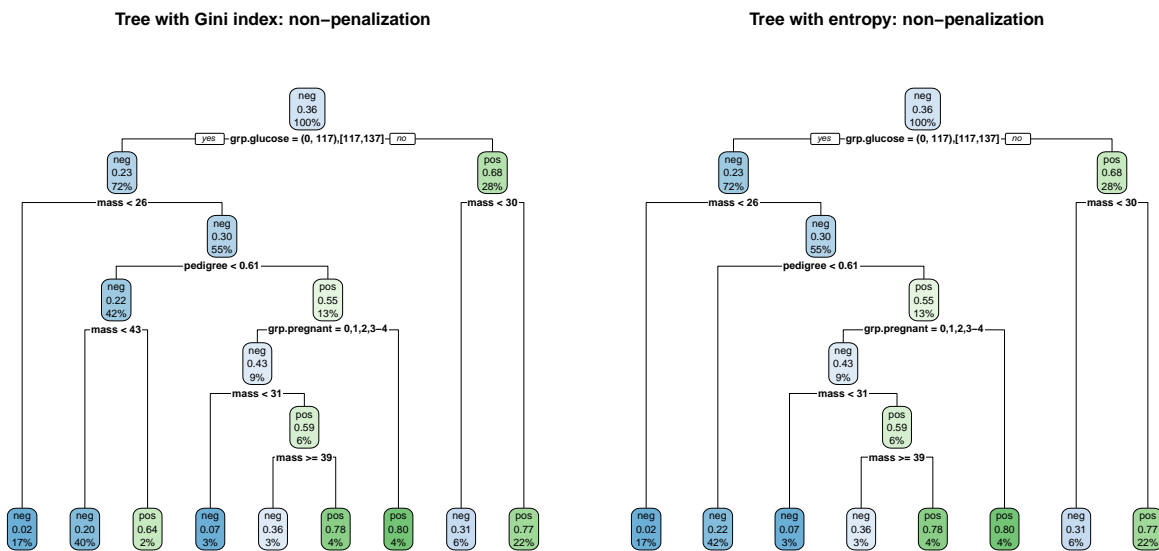 Tree with Gini index: non−penalization
neg
0.36
100%
yes grp.glucose = (0, 117),[117,137] no
neg
0.23
72%
pos
0.68
28%
mass < 26
mass < 30
neg
0.30
55%
pedigree < 0.61
neg
0.22
42%
pos
0.55
13%
mass < 43
grp.pregnant = 0,1,2,3−4
neg
0.43
9%
mass < 31
pos
0.59
6%
mass >= 39
neg
0.02
17%
neg
0.20
40%
pos
0.64
2%
neg
0.07
3%
neg
0.36
3%
pos
0.78
4%
pos
0.80
4%
neg
0.31
6%
pos
0.77
22%
Tree with entropy: non−penalization
neg
0.36
100%
yes grp.glucose = (0, 117),[117,137] no
neg
0.23
72%
pos
0.68
28%
mass < 26
mass < 30
neg
0.30
55%
pedigree < 0.61
pos
0.55
13%
grp.pregnant = 0,1,2,3−4
neg
0.43
9%
mass < 31
pos
0.59
6%
mass >= 39
neg
0.02
17%
neg
0.22
42%
neg
0.07
3%
neg
0.36
3%
pos
0.78
4%
pos
0.80
4%
neg
0.31
6%
pos
0.77
22%